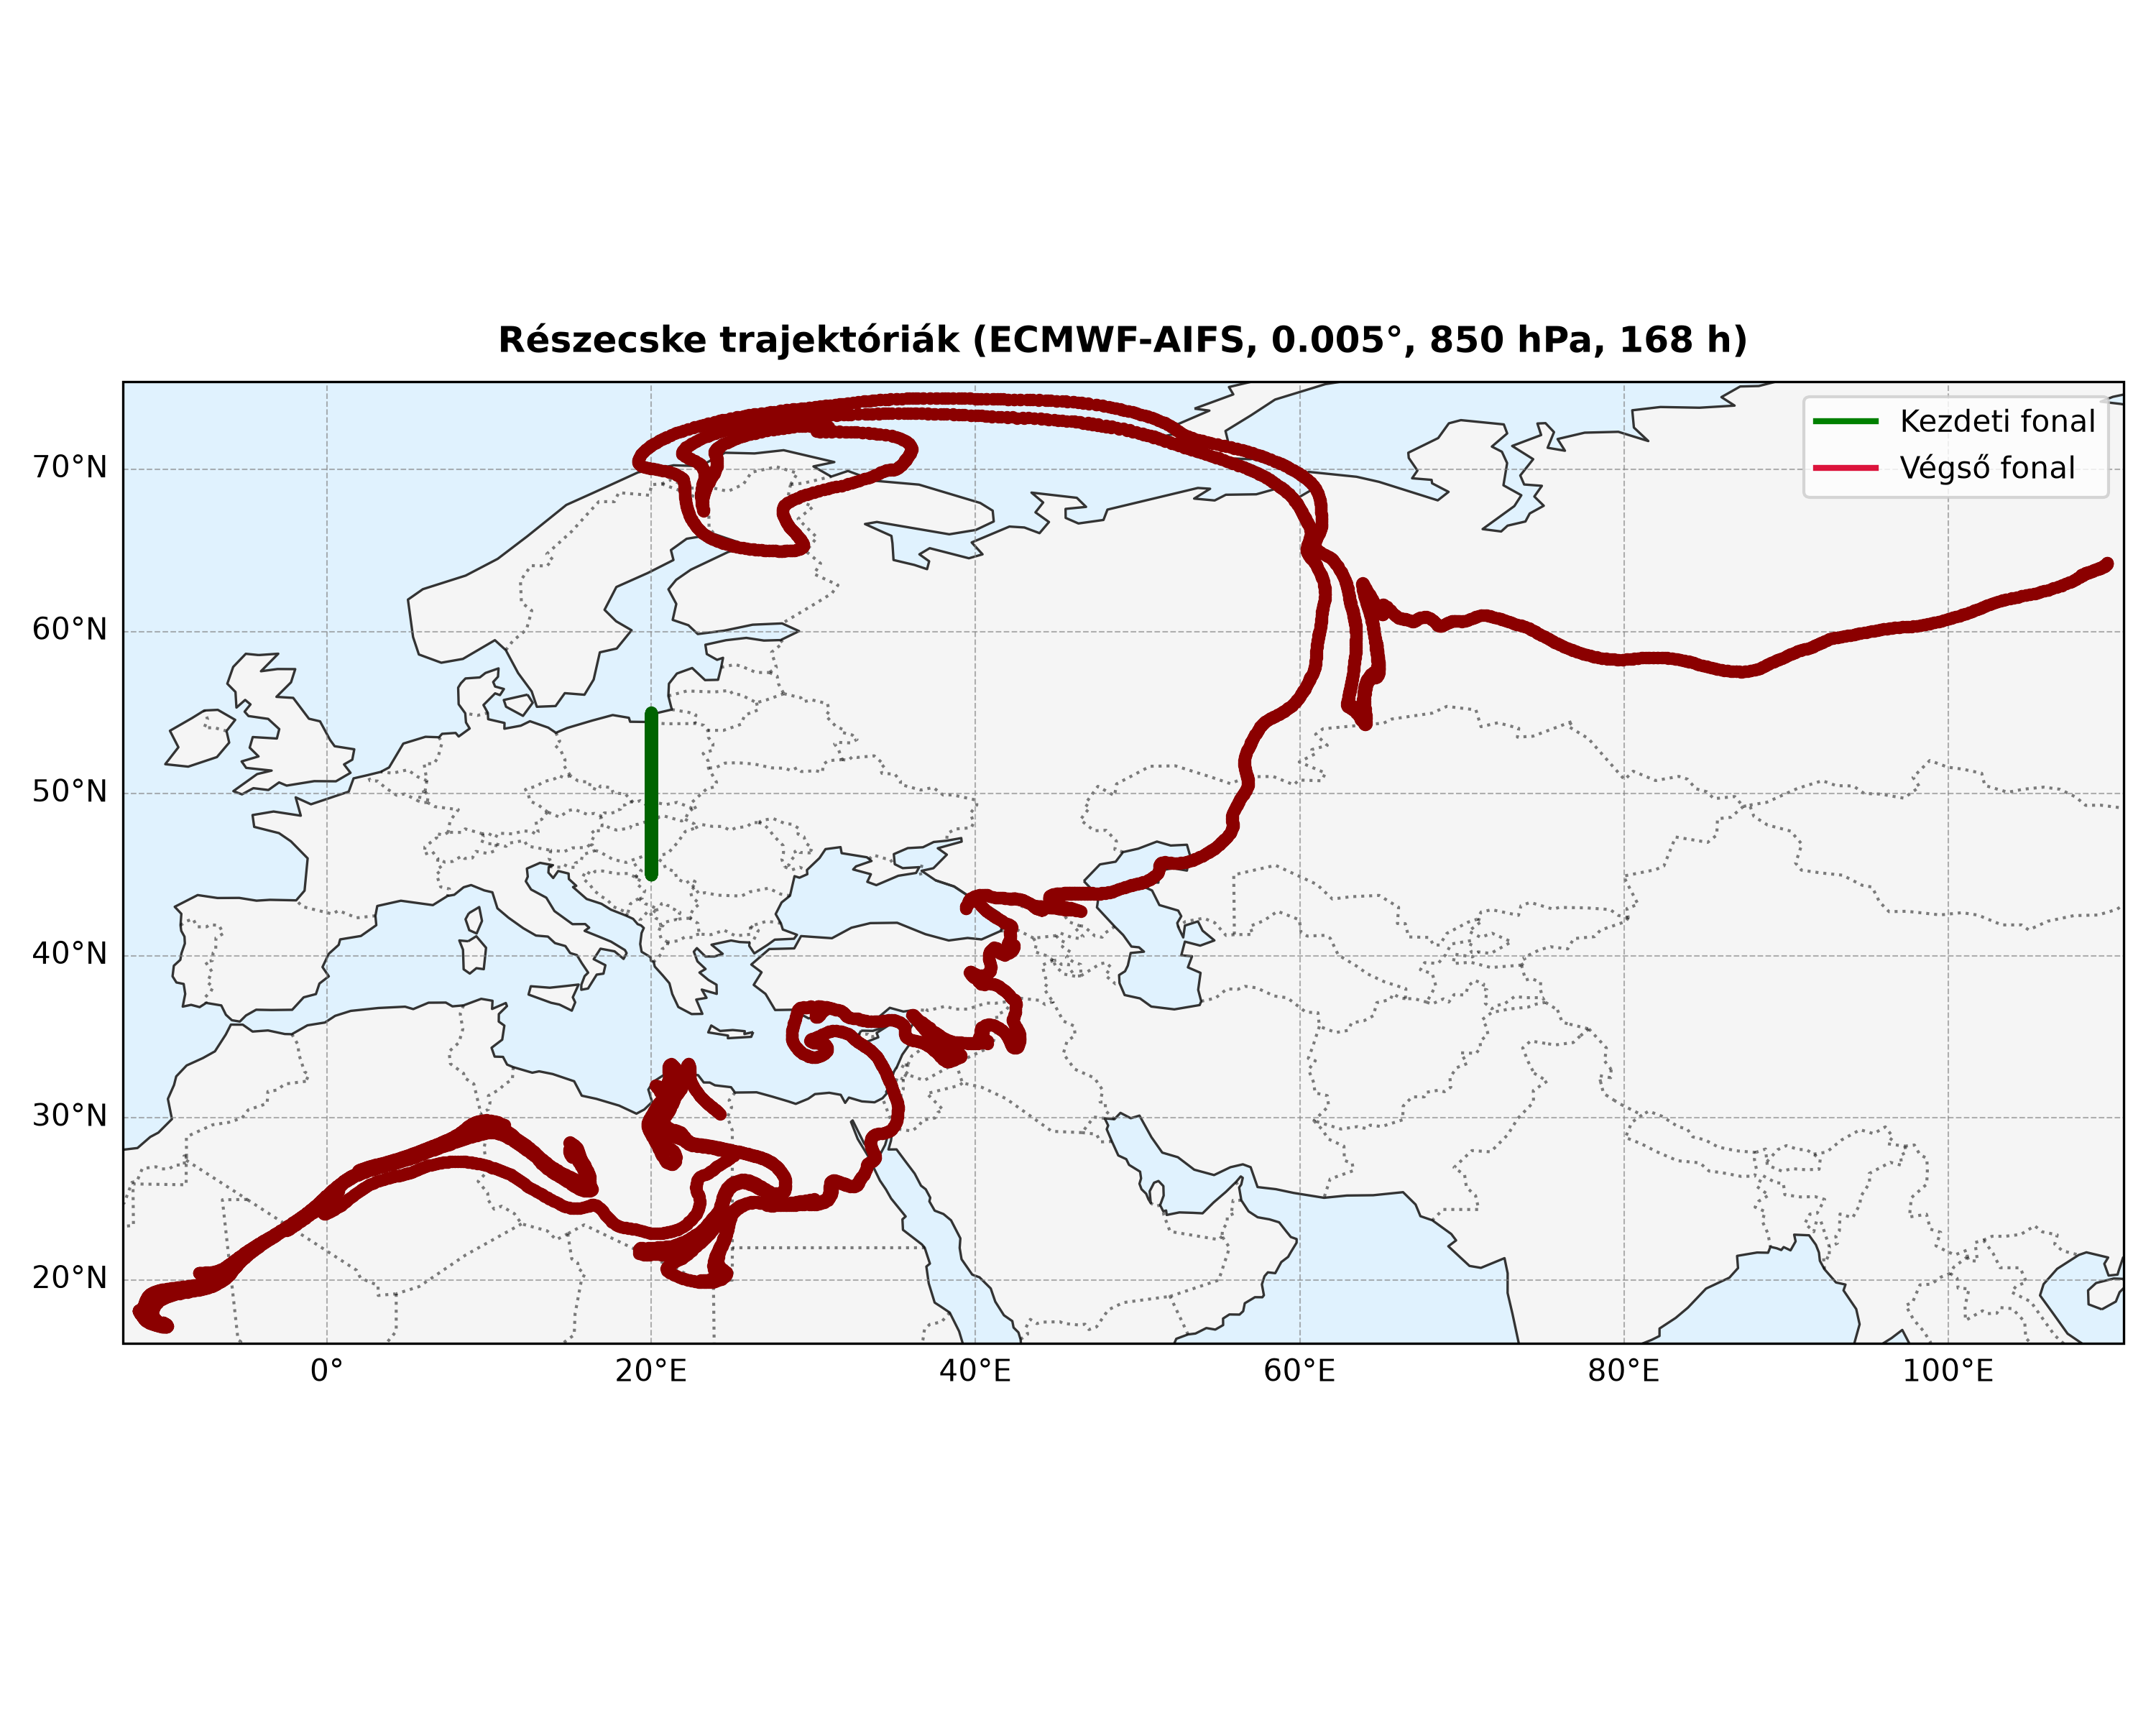 Részecske trajektóriák (ECMWF-AIFS, 0.005°, 850 hPa, 168 h)
Kezdeti fonal
Végső fonal
70°N
60°N
50°N
40°N
30°N
20°N
0°
20°E
40°E
60°E
80°E
100°E